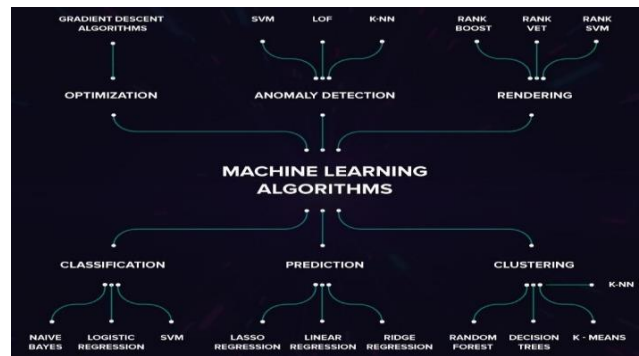 GRADIENT DESCENT
ALGORITHMS
SVM
LOF
K-NN
RANK
BOOST
RANK
VET
RANK
SVM
OPTIMIZATION
ANOMALY DETECTION
RENDERING
MACHINE LEARNING
ALGORITHMS
CLASSIFICATION
PREDICTION
CLUSTERING
K-NN
NAIVE
BAYES
LOGISTIC
REGRESSION
SVM
LASSO
REGRESSION
LINEAR
REGRESSION
RIDGE
REGRESSION
RANDOM
FOREST
DECISION
TREES
K - MEANS